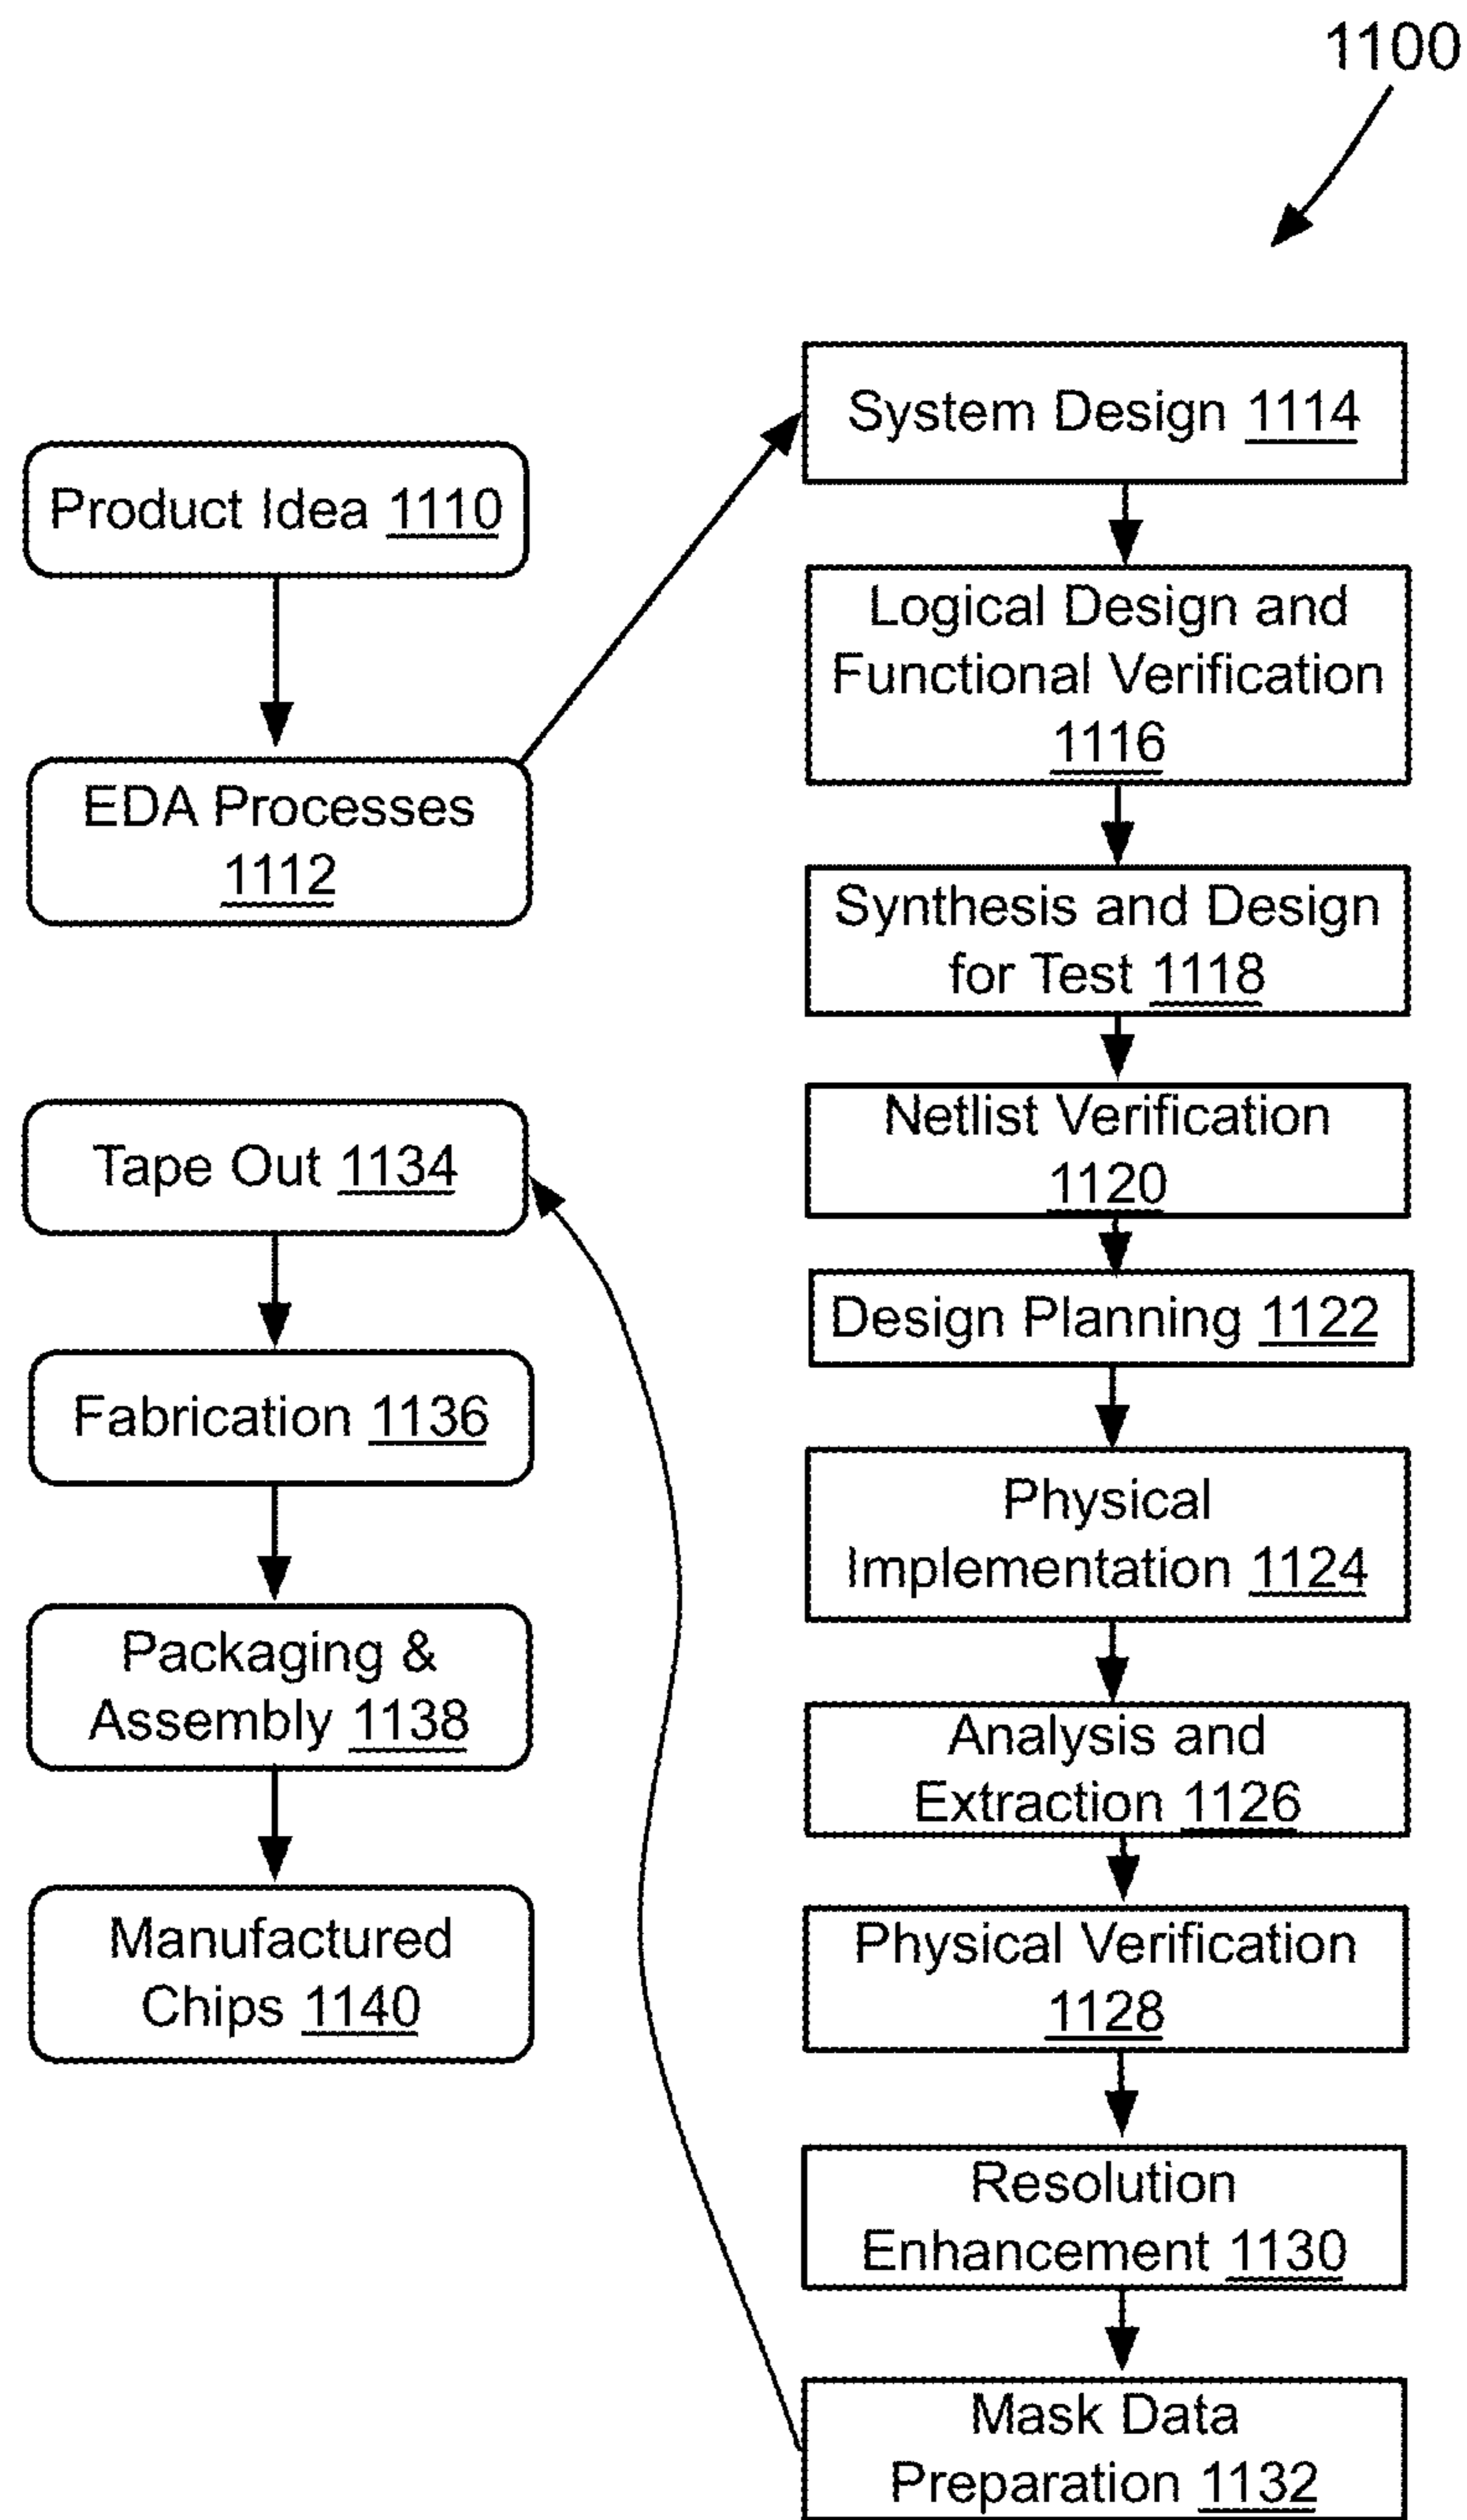 1100
Product Idea 1110
EDA Processes
1112
System Design 1114
Logical Design and
Functional Verification
1116
Synthesis and Design
for Test 1118
Netlist Verification
1120
Design Planning 1122
Physical
Implementation 1124
Analysis and
Extraction 1126
Physical Verification
1128
Resolution
Enhancement 1130
Mask Data
Preparation 1132
Tape Out 1134
Fabrication 1136
Packaging &
Assembly 1138
Manufactured
Chips 1140